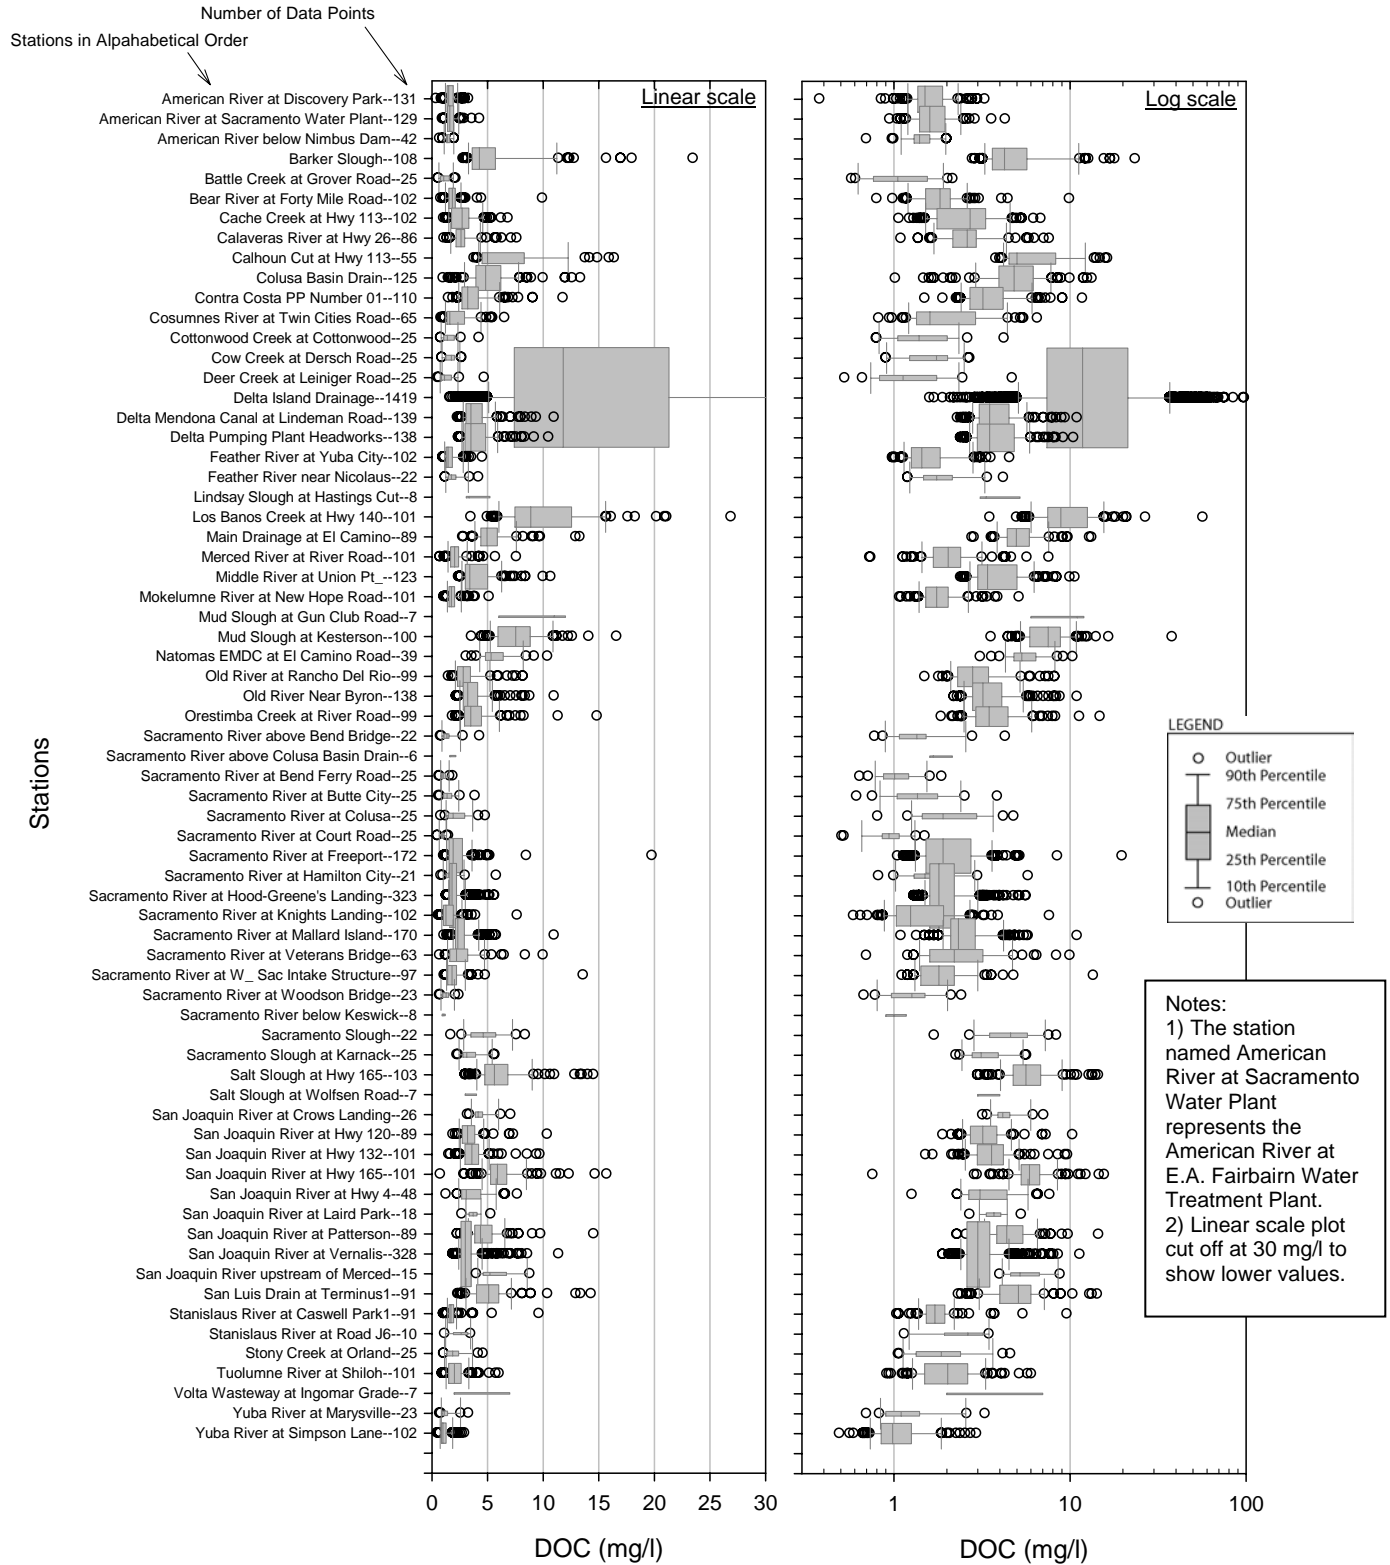 Number of Data Points
Stations in Alpahabetical Order
Linear scale
Log scale
American River at Discovery Park--131
American River at Sacramento Water Plant--129
American River below Nimbus Dam--42
Barker Slough--108
Battle Creek at Grover Road--25
Bear River at Forty Mile Road--102
Cache Creek at Hwy 113--102
Calaveras River at Hwy 26--86
Calhoun Cut at Hwy 113--55
Colusa Basin Drain--125
Contra Costa PP Number 01--110
Cosumnes River at Twin Cities Road--65
Cottonwood Creek at Cottonwood--25
Cow Creek at Dersch Road--25
Deer Creek at Leiniger Road--25
Delta Island Drainage--1419
Delta Mendona Canal at Lindeman Road--139
Delta Pumping Plant Headworks--138
Feather River at Yuba City--102
Feather River near Nicolaus--22
Lindsay Slough at Hastings Cut--8
Los Banos Creek at Hwy 140--101
Main Drainage at El Camino--89
Merced River at River Road--101
Middle River at Union Pt_--123
Mokelumne River at New Hope Road--101
Mud Slough at Gun Club Road--7
Mud Slough at Kesterson--100
Natomas EMDC at El Camino Road--39
Old River at Rancho Del Rio--99
Old River Near Byron--138
Orestimba Creek at River Road--99
Sacramento River above Bend Bridge--22
Sacramento River above Colusa Basin Drain--6
Sacramento River at Bend Ferry Road--25
Sacramento River at Butte City--25
Sacramento River at Colusa--25
Sacramento River at Court Road--25
Sacramento River at Freeport--172
Sacramento River at Hamilton City--21
Sacramento River at Hood-Greene's Landing--323
Sacramento River at Knights Landing--102
Sacramento River at Mallard Island--170
Sacramento River at Veterans Bridge--63
Sacramento River at W_ Sac Intake Structure--97
Sacramento River at Woodson Bridge--23
Sacramento River below Keswick--8
Sacramento Slough--22
Sacramento Slough at Karnack--25
Salt Slough at Hwy 165--103
Salt Slough at Wolfsen Road--7
San Joaquin River at Crows Landing--26
San Joaquin River at Hwy 120--89
San Joaquin River at Hwy 132--101
San Joaquin River at Hwy 165--101
San Joaquin River at Hwy 4--48
San Joaquin River at Laird Park--18
San Joaquin River at Patterson--89
San Joaquin River at Vernalis--328
San Joaquin River upstream of Merced--15
San Luis Drain at Terminus1--91
Stanislaus River at Caswell Park1--91
Stanislaus River at Road J6--10
Stony Creek at Orland--25
Tuolumne River at Shiloh--101
Volta Wasteway at Ingomar Grade--7
Yuba River at Marysville--23
Yuba River at Simpson Lane--102
Stations
0 5 10 15 20 25 30
DOC (mg/l)
1 10 100
DOC (mg/l)
LEGEND
Outlier
90th Percentile
75th Percentile
Median
25th Percentile
10th Percentile
Outlier
Notes:
1) The station
named American
River at Sacramento
Water Plant
represents the
American River at
E.A. Fairbairn Water
Treatment Plant.
2) Linear scale plot
cut off at 30 mg/l to
show lower values.